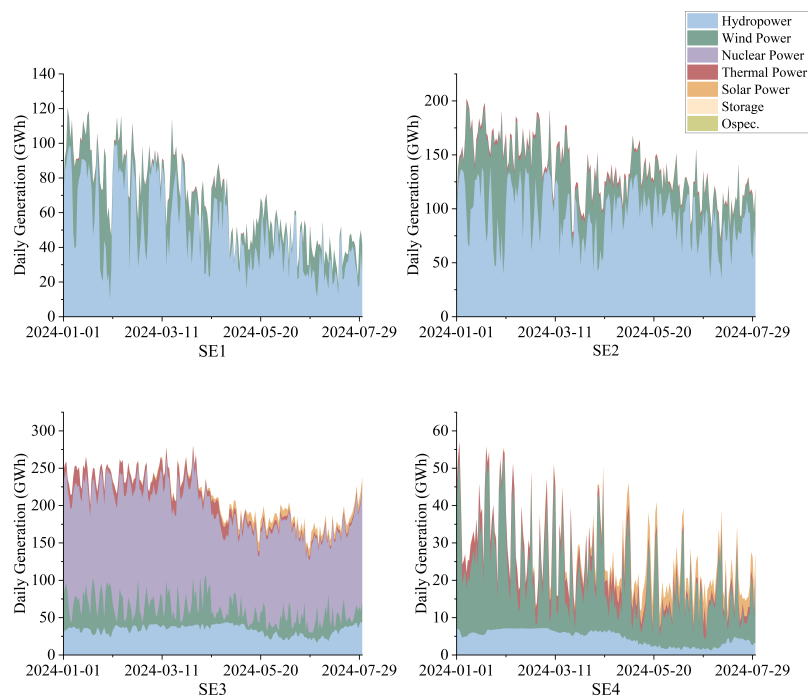 Hydropower
Wind Power
Nuclear Power
Thermal Power
Solar Power
Storage
Ospec.
Daily Generation (GWh)
140
120
100
80
60
40
20
0
2024-01-01 2024-03-11 2024-05-20 2024-07-29
SE1
Daily Generation (GWh)
200
150
100
50
0
2024-01-01 2024-03-11 2024-05-20 2024-07-29
SE2
Daily Generation (GWh)
300
250
200
150
100
50
0
2024-01-01 2024-03-11 2024-05-20 2024-07-29
SE3
Daily Generation (GWh)
60
50
40
30
20
10
0
2024-01-01 2024-03-11 2024-05-20 2024-07-29
SE4